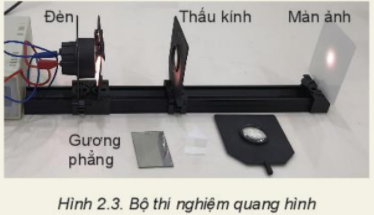 Đèn
Thấu kính
Màn ảnh
Gương
phẳng
Hình 2.3. Bộ thí nghiệm quang hình